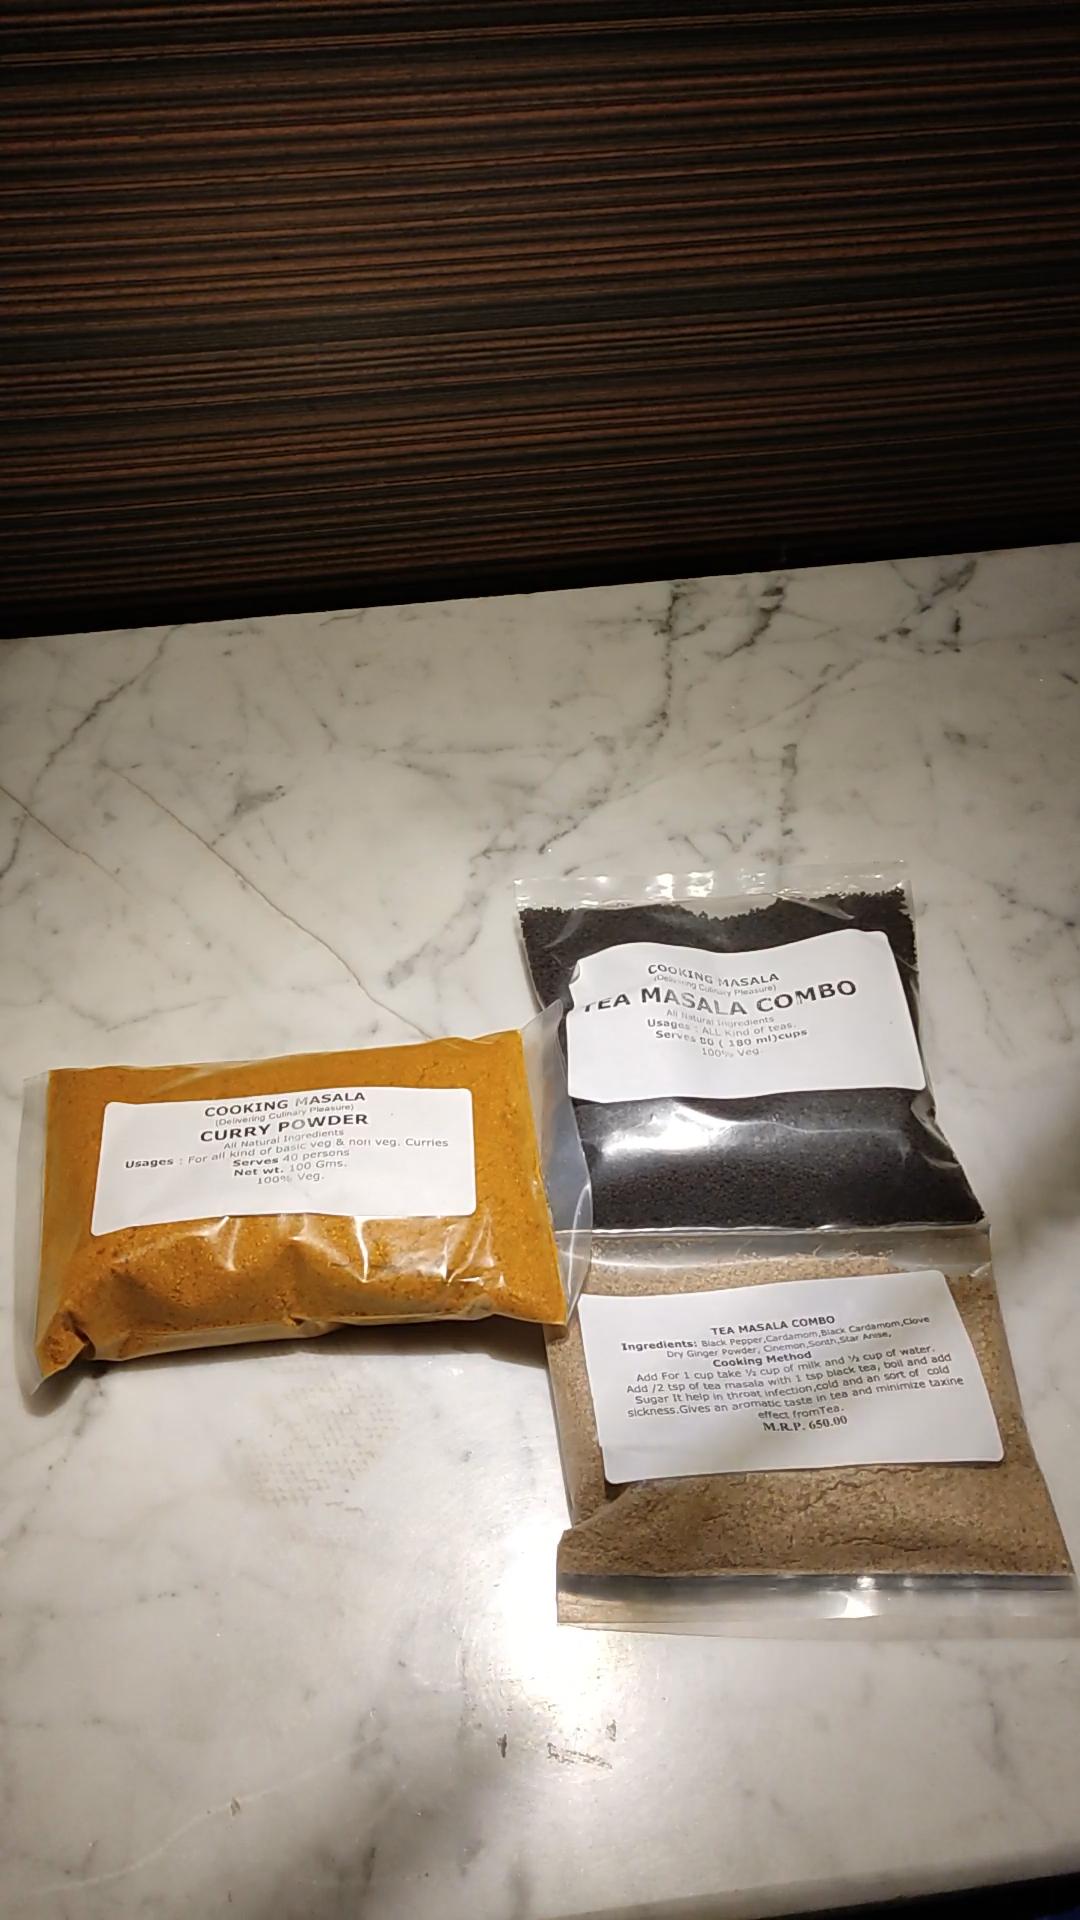 COOKING MASALA
(Delivering Culinary Pleasure)
CURRY POWDER
All Natural Ingredients
Usages : For all kind of basic veg & non veg. Curries
Serves 40 persons
Net wt. 100 Gms.
100% Veg.
COOKING MASALA
(Delivering Culinary Pleasure)
TEA MASALA COMBO
All Natural Ingredients
Usages : ALL Kind of teas.
Serves 80 ( 180 ml)cups
100% Veg.
TEA MASALA COMBO
Ingredients: Black Pepper,Cardamom,Black Cardamom,Clove
Dry Ginger Powder, Cinemon,Sonth,Star Anise,
Cooking Method
Add For 1 cup take ½ cup of milk and ½ cup of water.
Add /2 tsp of tea masala with 1 tsp black tea, boil and add
Sugar It help in throat infection,cold and an sort of cold
sickness.Gives an aromatic taste in tea and minimize taxine
effect fromTea.
M.R.P. 650.00